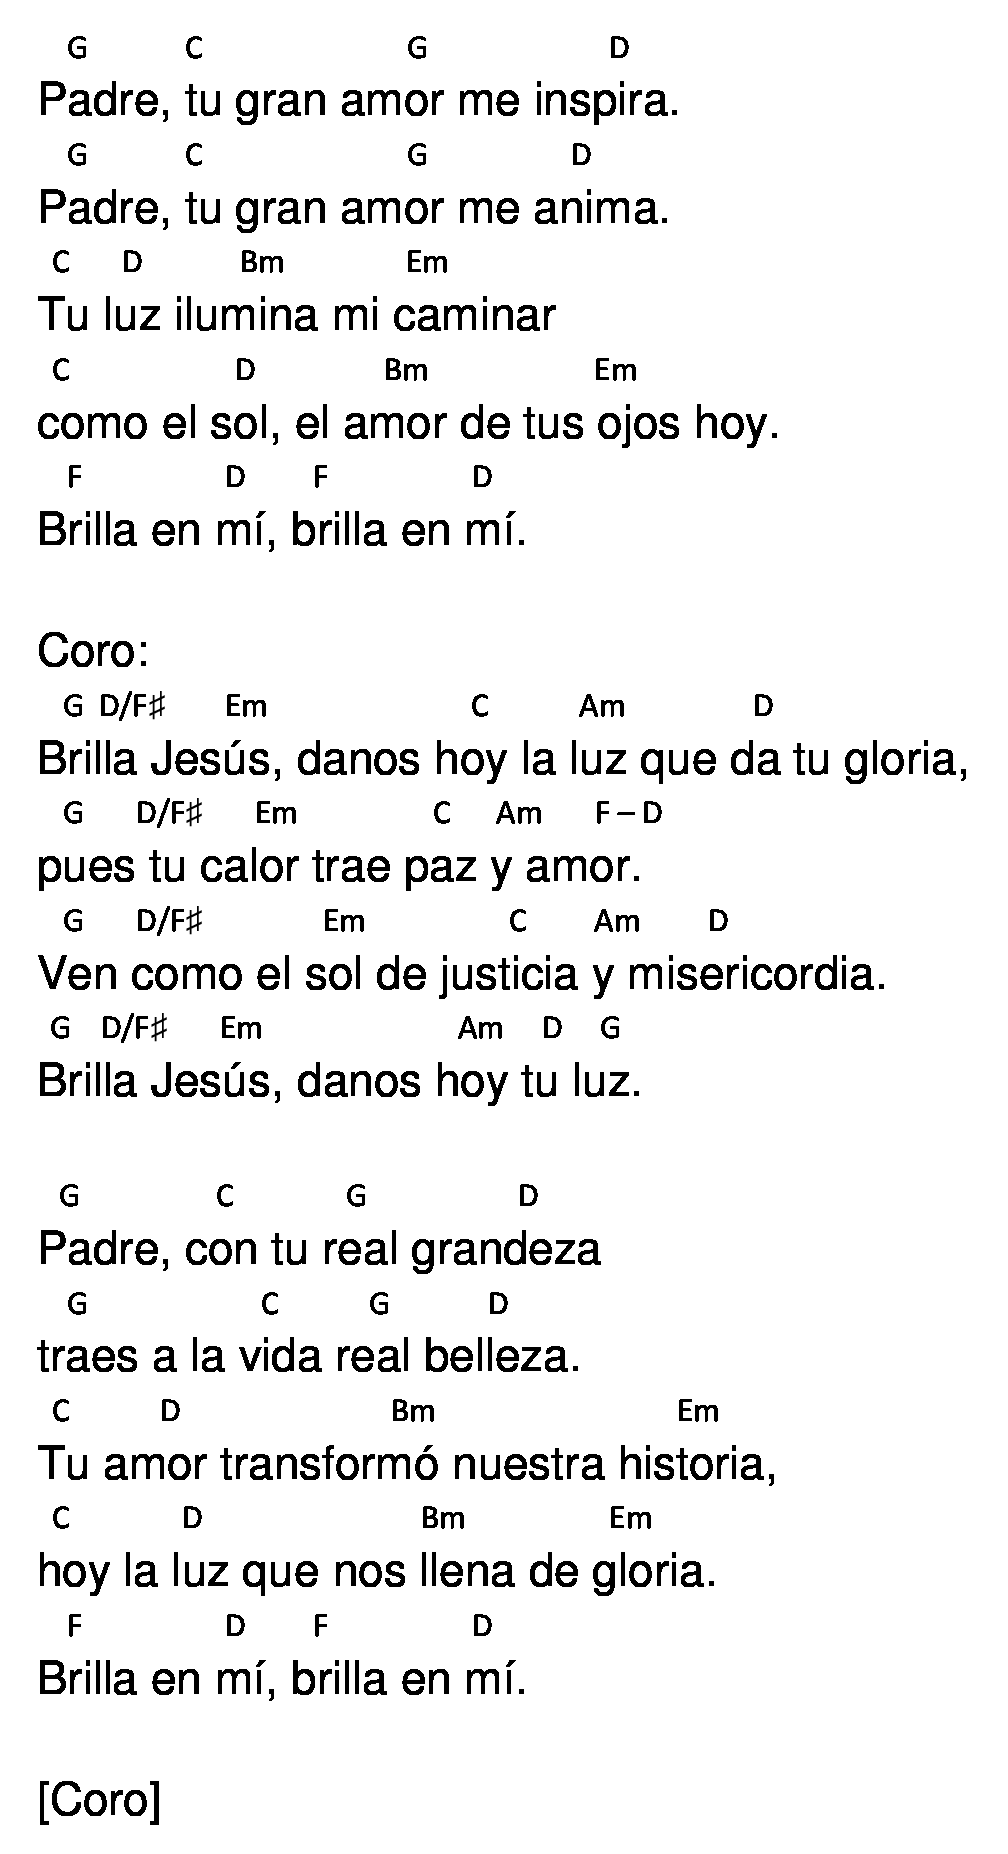 G C G D
Padre, tu gran amor me inspira.
G C G D
Padre, tu gran amor me anima.
C D Bm Em
Tu luz ilumina mi caminar
C D Bm Em
como el sol, el amor de tus ojos hoy.
F D F D
Brilla en mí, brilla en mí.
Coro:
G D/F♯ Em C Am D
Brilla Jesús, danos hoy la luz que da tu gloria,
G D/F♯ Em C Am F – D
pues tu calor trae paz y amor.
G D/F♯ Em C Am D
Ven como el sol de justicia y misericordia.
G D/F♯ Em Am D G
Brilla Jesús, danos hoy tu luz.
G C G D
Padre, con tu real grandeza
G C G D
traes a la vida real belleza.
C D Bm Em
Tu amor transformó nuestra historia,
C D Bm Em
hoy la luz que nos llena de gloria.
F D F D
Brilla en mí, brilla en mí.
[Coro]